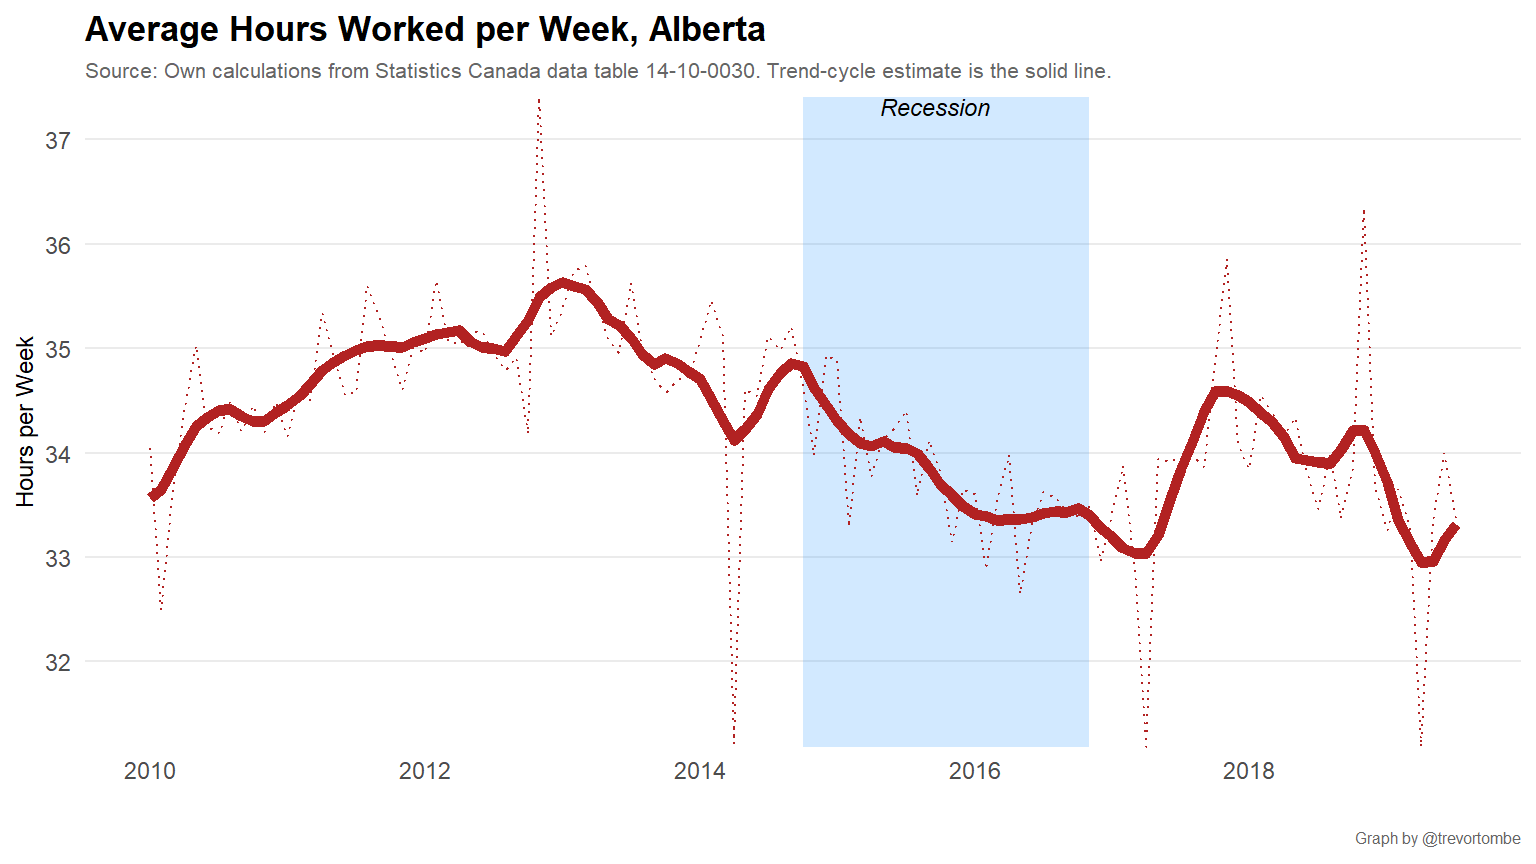 Average Hours Worked per Week, Alberta
Source: Own calculations from Statistics Canada data table 14-10-0030. Trend-cycle estimate is the solid line.
Recession
37
36
35
34
33
32
Hours per Week
2010 2012 2014 2016 2018
Graph by @trevortombe